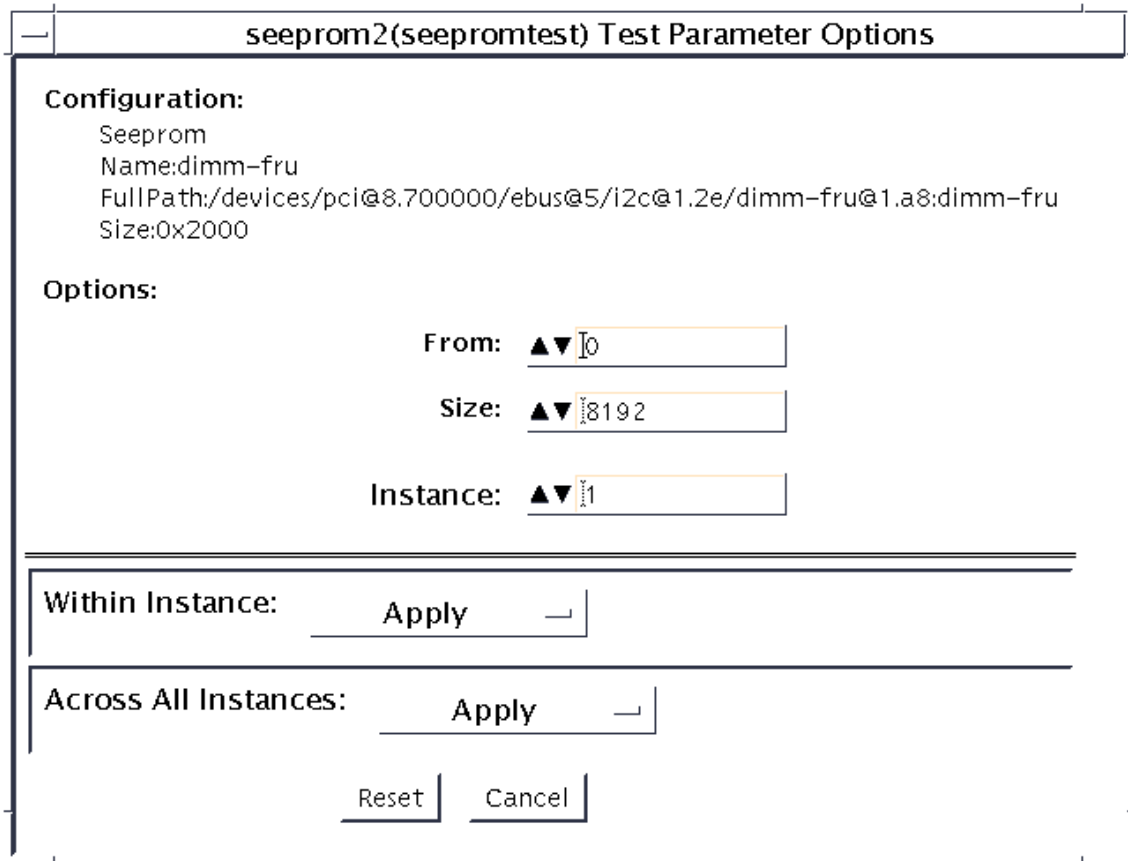 seeprom2(seepromtest) Test Parameter Options
Configuration:
Seeprom
Name:dimm-fru
FullPath:/devices/pci@8.700000/ebus@5/i2c@1.2e/dimm-fru@1.a8:dimm-fru
Size:0x2000
Options:
From: 0
Size: 8192
Instance: 1
Within Instance: Apply
Across All Instances: Apply
Reset Cancel